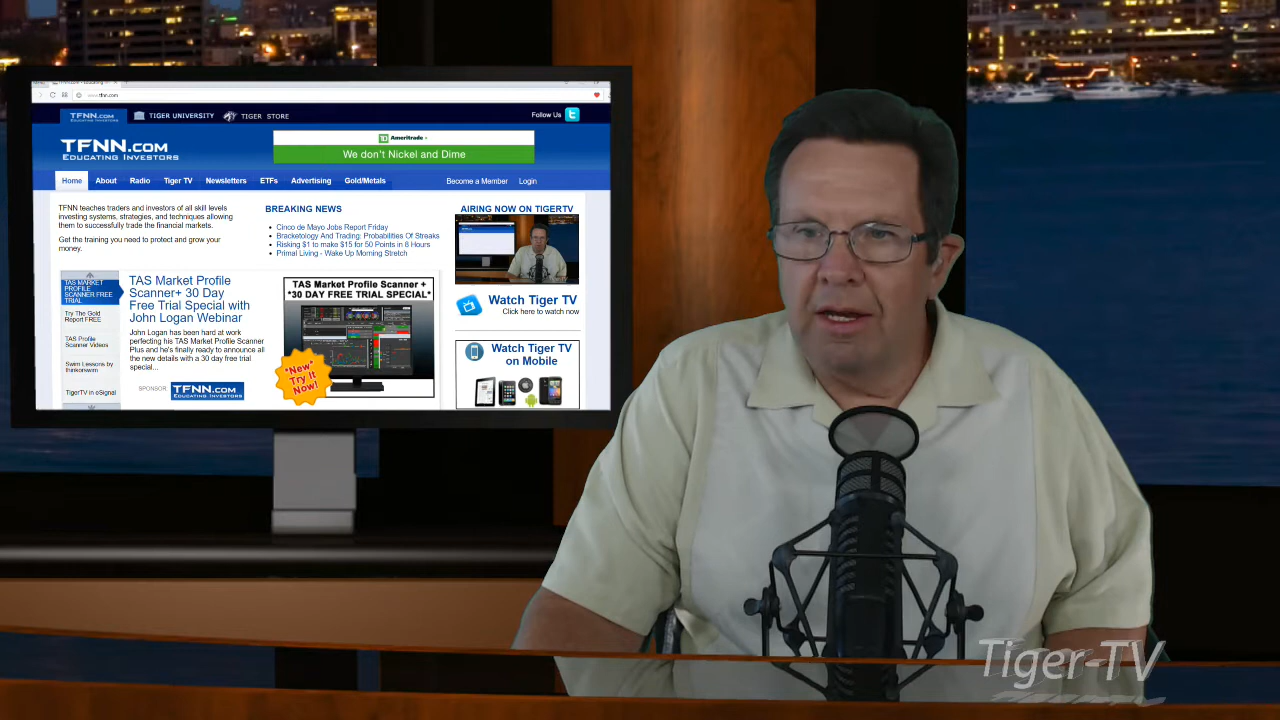 www.tfnn.com
TFNN.COM
TIGER UNIVERSITY
TIGER STORE
Follow Us
TFNN.COM
EDUCATING INVESTORS
TD Ameritrade
We don't Nickel and Dime
Home About Radio Tiger TV Newsletters ETFs Advertising Gold/Metals Become a Member Login
TFNN teaches traders and investors of all skill levels
investing systems, strategies, and techniques allowing
them to successfully trade the financial markets.
Get the training you need to protect and grow your
money.
BREAKING NEWS
Cinco de Mayo Jobs Report Friday
Bracketology And Trading: Probabilities Of Streaks
Risking $1 to make $15 for 50 Points in 8 Hours
Primal Living - Wake Up Morning Stretch
AIRING NOW ON TIGERTV
Watch Tiger TV
Click here to watch now
Watch Tiger TV
on Mobile
TAS MARKET
PROFILE
SCANNER FREE
TRIAL
Try The Gold
Report FREE
TAS Profile
Scanner Videos
Swim Lessons by
thinkorswim
TigerTV in eSignal
TAS Market Profile
Scanner+ 30 Day
Free Trial Special with
John Logan Webinar
John Logan has been hard at work
perfecting his TAS Market Profile Scanner
Plus and he's finally ready to announce all
the new details with a 30 day free trial
special...
SPONSOR:
TFNN.COM
EDUCATING INVESTORS
TAS Market Profile Scanner +
*30 DAY FREE TRIAL SPECIAL*
*New*
Try It
Now!
Tiger-TV